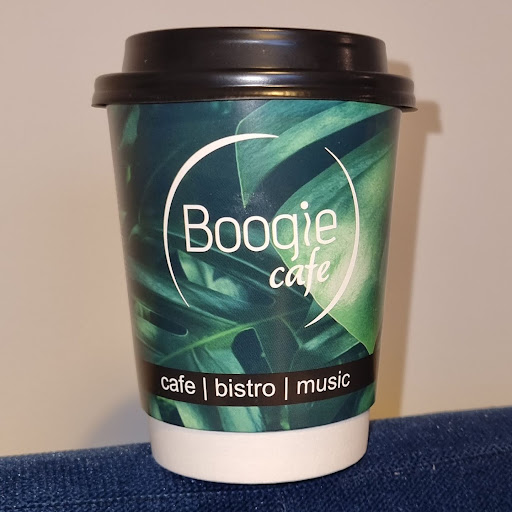 Boogie
cafe
cafe | bistro | music